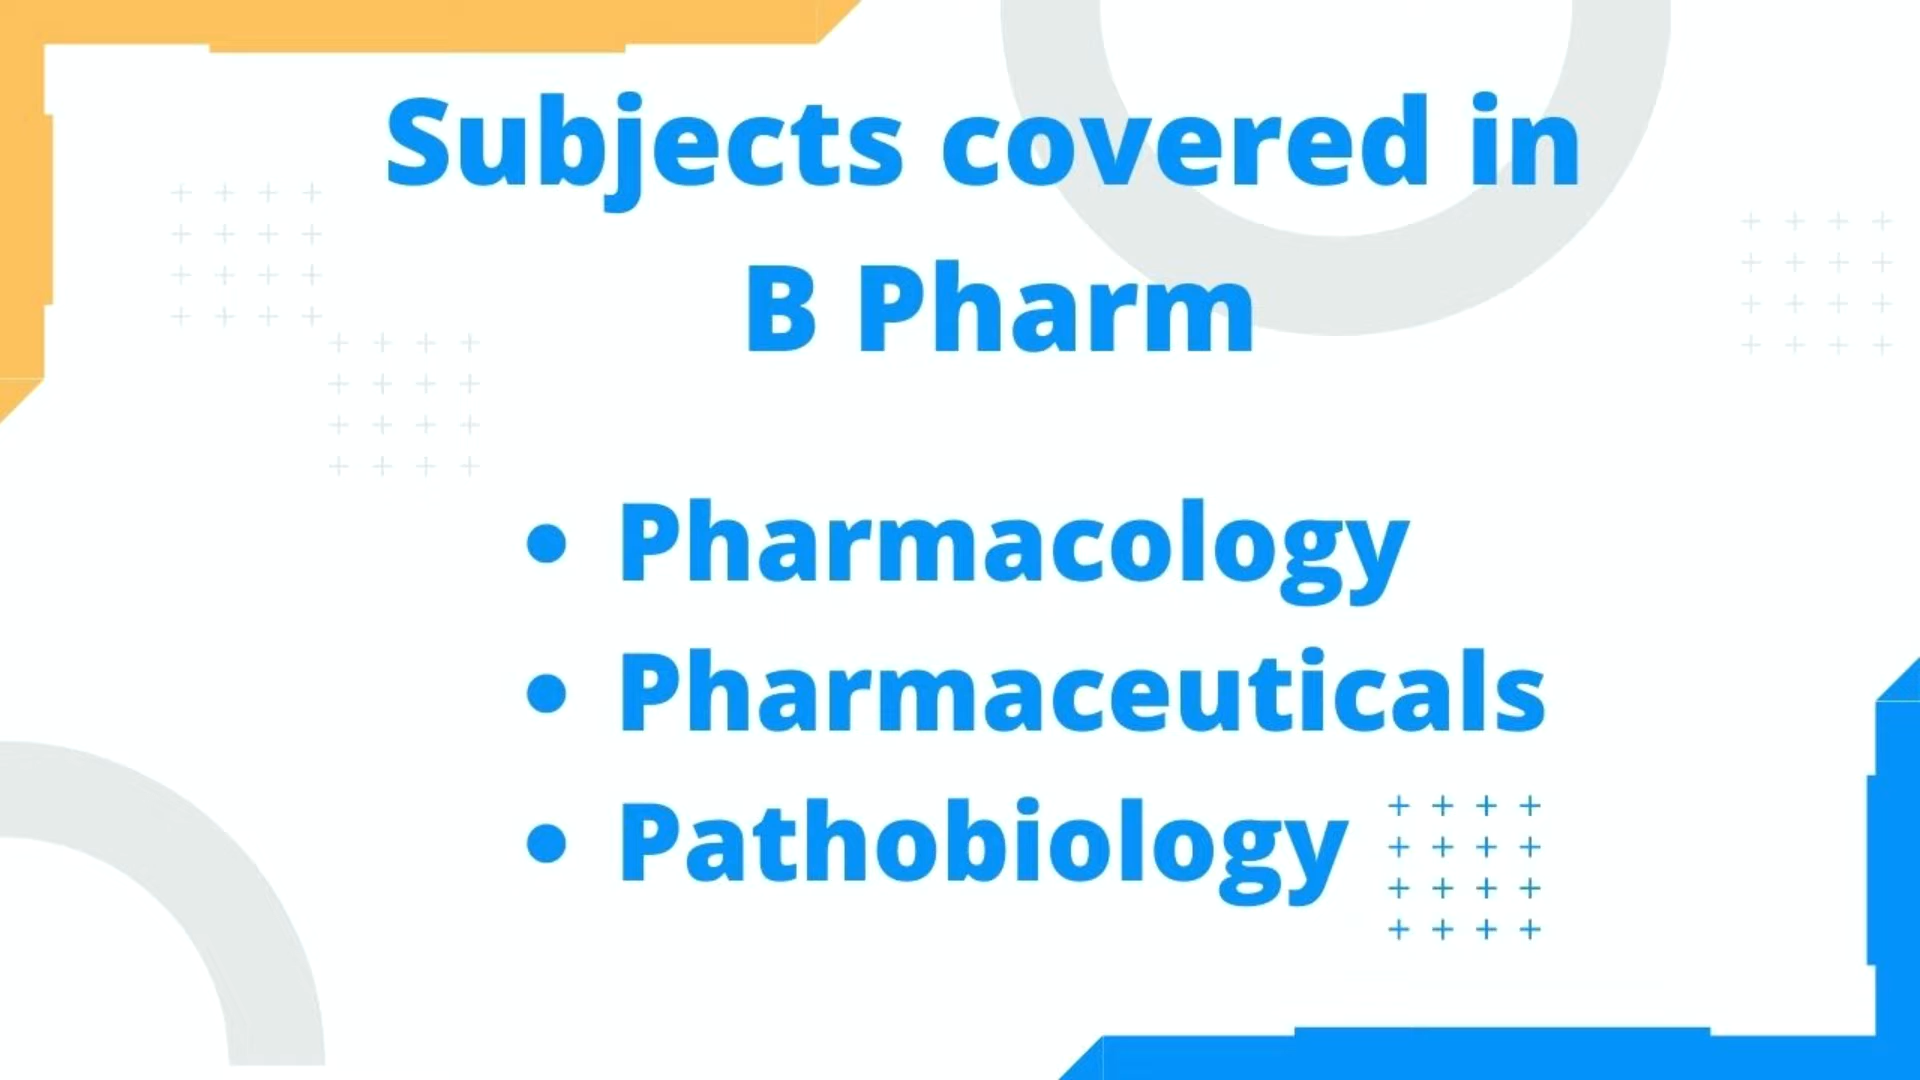 Subjects covered in
B Pharm
• Pharmacology
• Pharmaceuticals
• Pathobiology